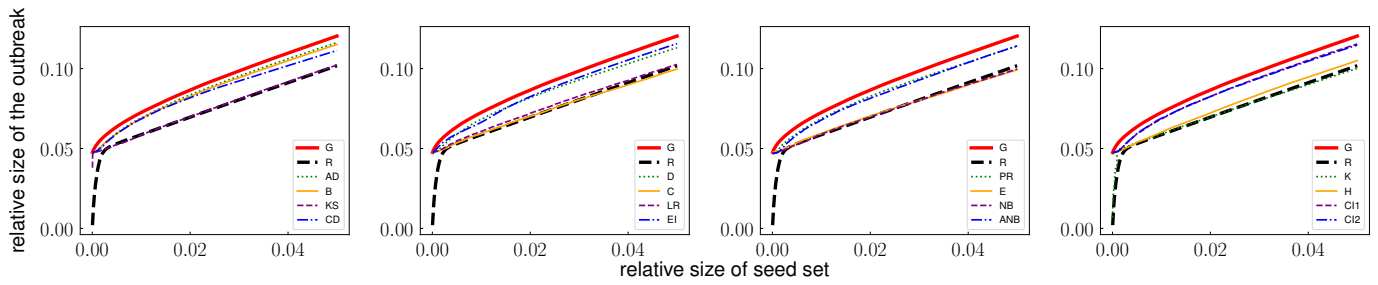 relative size of the outbreak
0.10
0.05
0.00
0.00
0.02
0.04
G
R
AD
B
KS
CD
0.10
0.05
0.00
0.00
0.02
0.04
G
R
D
C
LR
EI
0.10
0.05
0.00
0.00
0.02
0.04
G
R
PR
E
NB
ANB
0.10
0.05
0.00
0.00
0.02
0.04
G
R
K
H
CI1
CI2
relative size of seed set